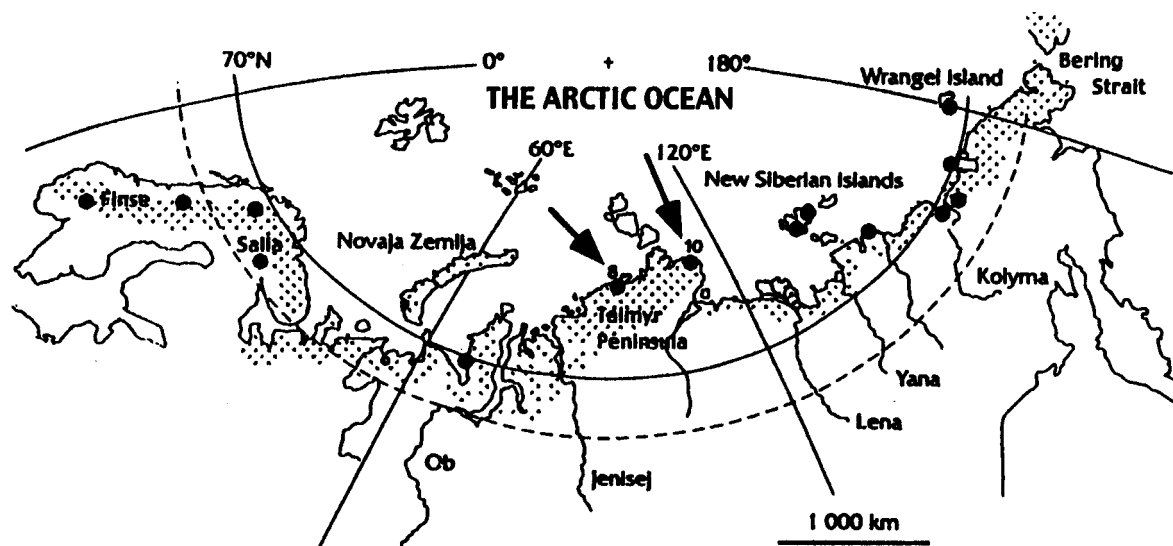 70°N
0°
+
180°
Bering
Strait
Wrangel Island
THE ARCTIC OCEAN
60°E
120°E
New Siberian Islands
Finse
Novaja Zemlja
Salla
8
10
Kolyma
Taimyr
Peninsula
Yana
Lena
Ob
Jenisej
1 000 km